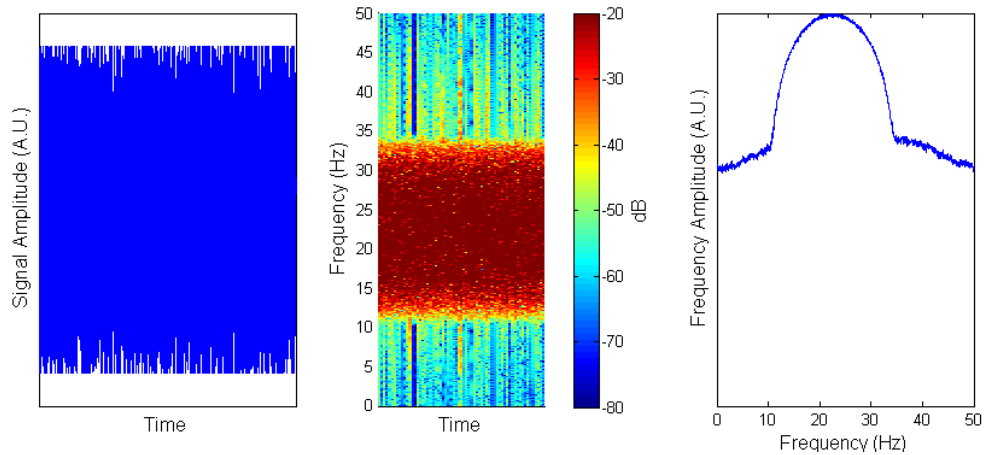 Signal Amplitude (A.U.)
Time
Frequency (Hz)
50
45
40
35
30
25
20
15
10
5
0
Time
-20
-30
-40
-50
-60
-70
-80
dB
Frequency Amplitude (A.U.)
0 10 20 30 40 50
Frequency (Hz)